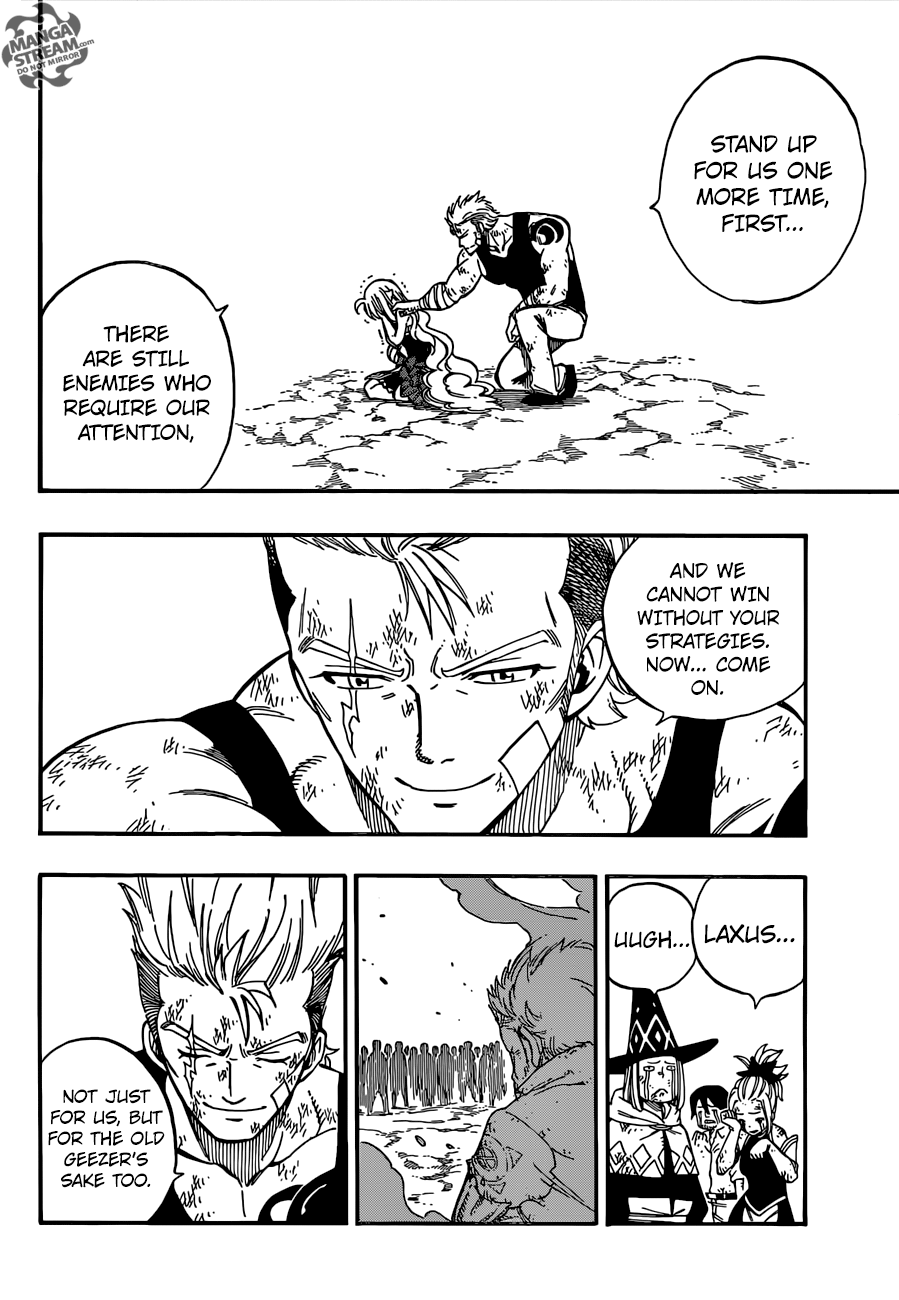 MANGA
STREAM.com
DO NOT MIRROR
STAND UP
FOR US ONE
MORE TIME,
FIRST...
THERE
ARE STILL
ENEMIES WHO
REQUIRE OUR
ATTENTION,
AND WE
CANNOT WIN
WITHOUT YOUR
STRATEGIES.
NOW... COME
ON.
LAXUS...
UUGH...
NOT JUST
FOR US, BUT
FOR THE OLD
GEEZER'S
SAKE TOO.